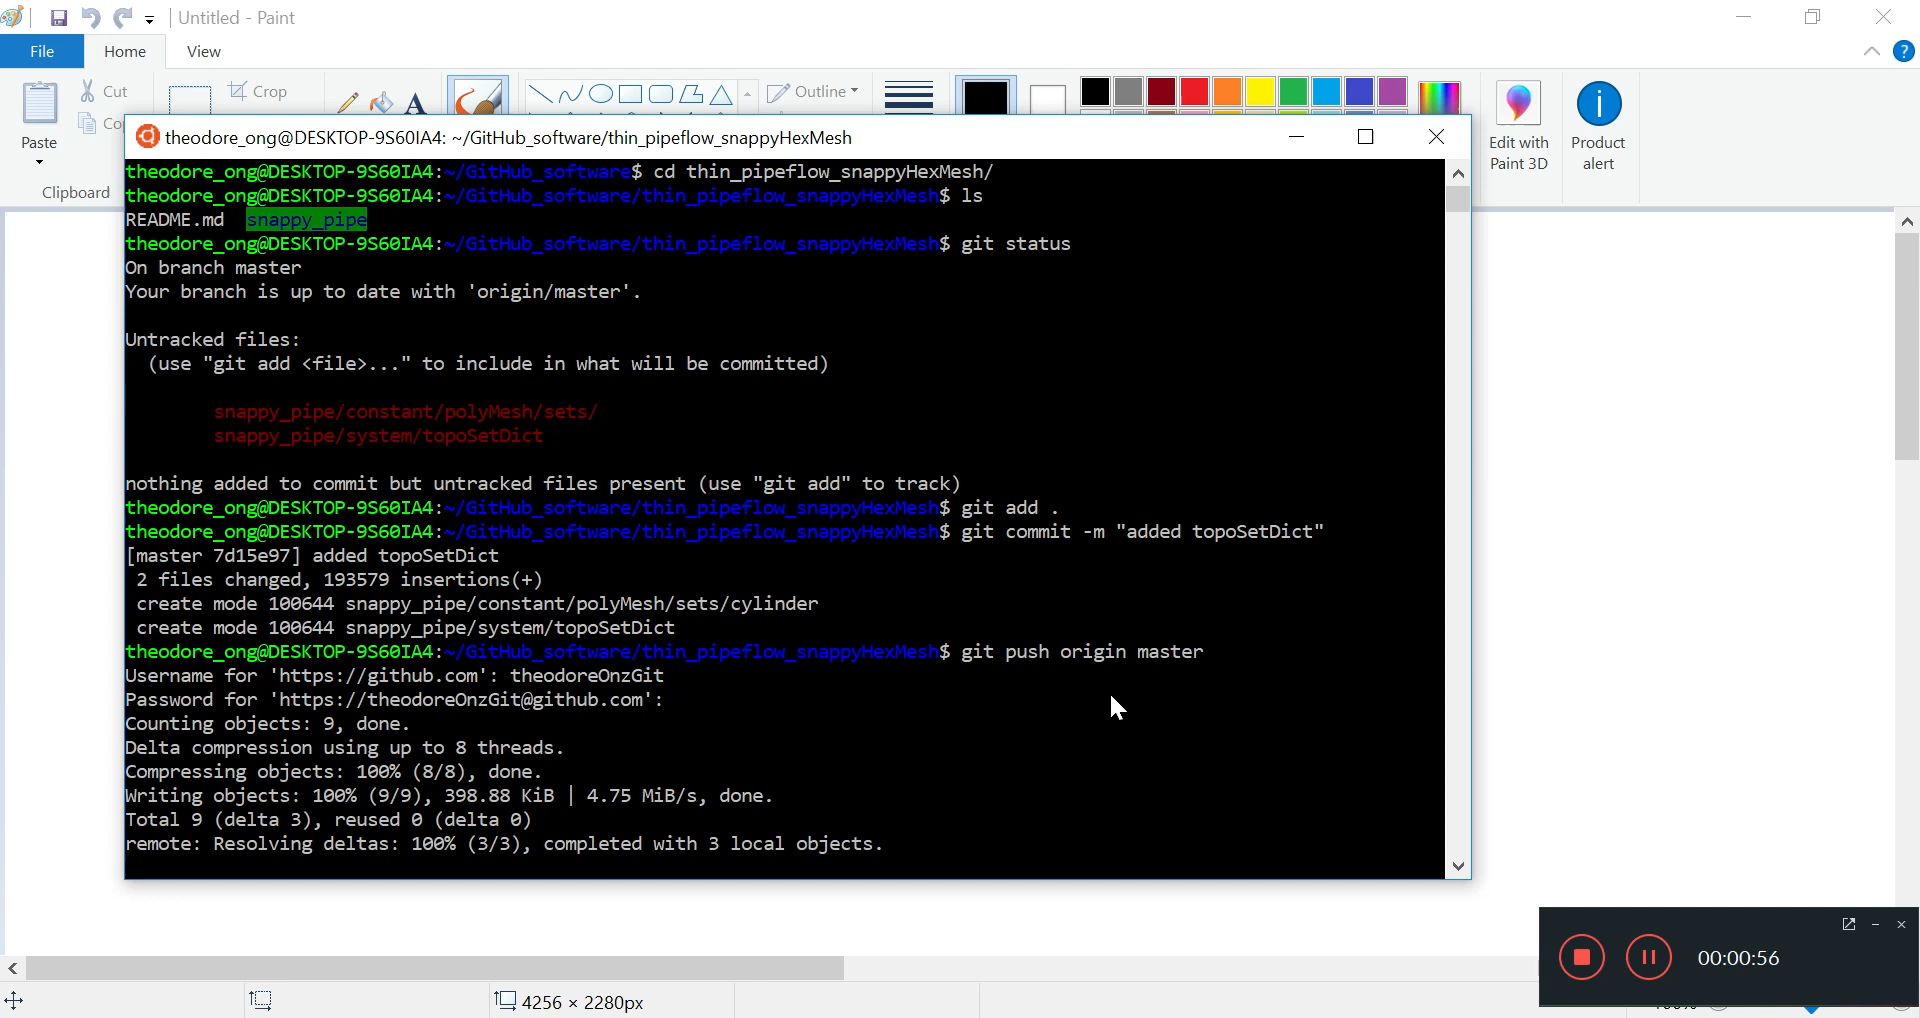 Untitled - Paint
File Home View
Cut
Crop
Outline
Paste
Edit with
Paint 3D
Product
alert
Clipboard
theodore_ong@DESKTOP-9S60IA4: ~/GitHub_software/thin_pipeflow_snappyHexMesh
theodore_ong@DESKTOP-9S60IA4:~/GitHub_software$ cd thin_pipeflow_snappyHexMesh/
theodore_ong@DESKTOP-9S60IA4:~/GitHub_software/thin_pipeflow_snappyHexMesh$ ls
README.md snappy_pipe
theodore_ong@DESKTOP-9S60IA4:~/GitHub_software/thin_pipeflow_snappyHexMesh$ git status
On branch master
Your branch is up to date with 'origin/master'.
Untracked files:
(use "git add <file>..." to include in what will be committed)
snappy_pipe/constant/polyMesh/sets/
snappy_pipe/system/topoSetDict
nothing added to commit but untracked files present (use "git add" to track)
theodore_ong@DESKTOP-9S60IA4:~/GitHub_software/thin_pipeflow_snappyHexMesh$ git add .
theodore_ong@DESKTOP-9S60IA4:~/GitHub_software/thin_pipeflow_snappyHexMesh$ git commit -m "added topoSetDict"
[master 7d15e97] added topoSetDict
2 files changed, 193579 insertions(+)
create mode 100644 snappy_pipe/constant/polyMesh/sets/cylinder
create mode 100644 snappy_pipe/system/topoSetDict
theodore_ong@DESKTOP-9S60IA4:~/GitHub_software/thin_pipeflow_snappyHexMesh$ git push origin master
Username for 'https://github.com': theodoreOnzGit
Password for 'https://theodoreOnzGit@github.com':
Counting objects: 9, done.
Delta compression using up to 8 threads.
Compressing objects: 100% (8/8), done.
Writing objects: 100% (9/9), 398.88 KiB | 4.75 MiB/s, done.
Total 9 (delta 3), reused 0 (delta 0)
remote: Resolving deltas: 100% (3/3), completed with 3 local objects.
00:00:56
4256 × 2280px